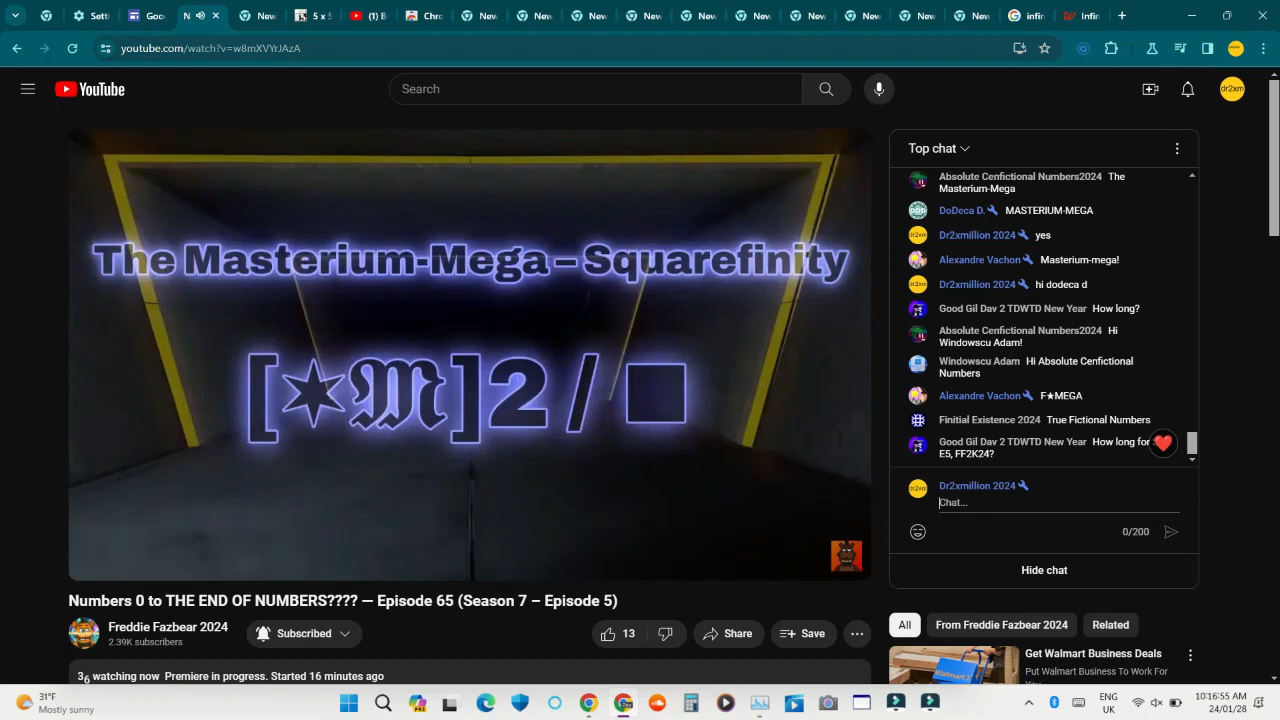 Setti
Goo
N
New
5 x 5
(1) B
Chro
New
New
New
New
New
New
New
New
New
New
infin
Infin
youtube.com/watch?v=w8mXVYrJAzA
YouTube
Search
dr2xm
The Masterium-Mega – Squarefinity
[✶𝔐]2 / □
Top chat
Absolute Cenfictional Numbers2024 The
Masterium-Mega
DoDeca D. MASTERIUM-MEGA
Dr2xmillion 2024 yes
Alexandre Vachon Masterium-mega!
Dr2xmillion 2024 hi dodeca d
Good Gil Dav 2 TDWTD New Year How long?
Absolute Cenfictional Numbers2024 Hi
Windowscu Adam!
Windowscu Adam Hi Absolute Cenfictional
Numbers
Alexandre Vachon F★MEGA
Finitial Existence 2024 True Fictional Numbers
Good Gil Dav 2 TDWTD New Year How long for
E5, FF2K24?
Dr2xmillion 2024
Chat...
0/200
Hide chat
Numbers 0 to THE END OF NUMBERS???? — Episode 65 (Season 7 – Episode 5)
Freddie Fazbear 2024
2.39K subscribers
Subscribed
13
Share
Save
36 watching now Premiere in progress. Started 16 minutes ago
All
From Freddie Fazbear 2024
Related
Get Walmart Business Deals
Put Walmart Business To Work For
31°F
Mostly sunny
ENG
UK
10:16:55
24/01/28